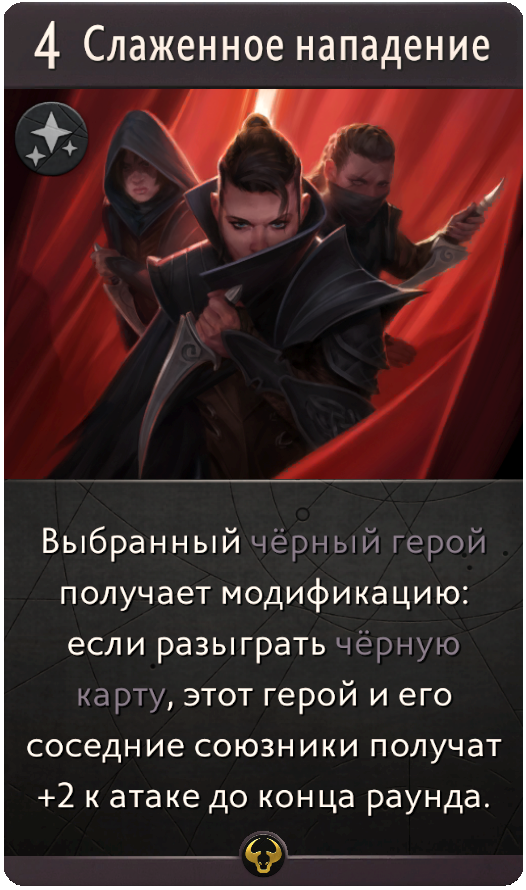 4 Слаженное нападение
Выбранный чёрный герой
получает модификацию:
если разыграть чёрную
карту, этот герой и его
соседние союзники получат
+2 к атаке до конца раунда.